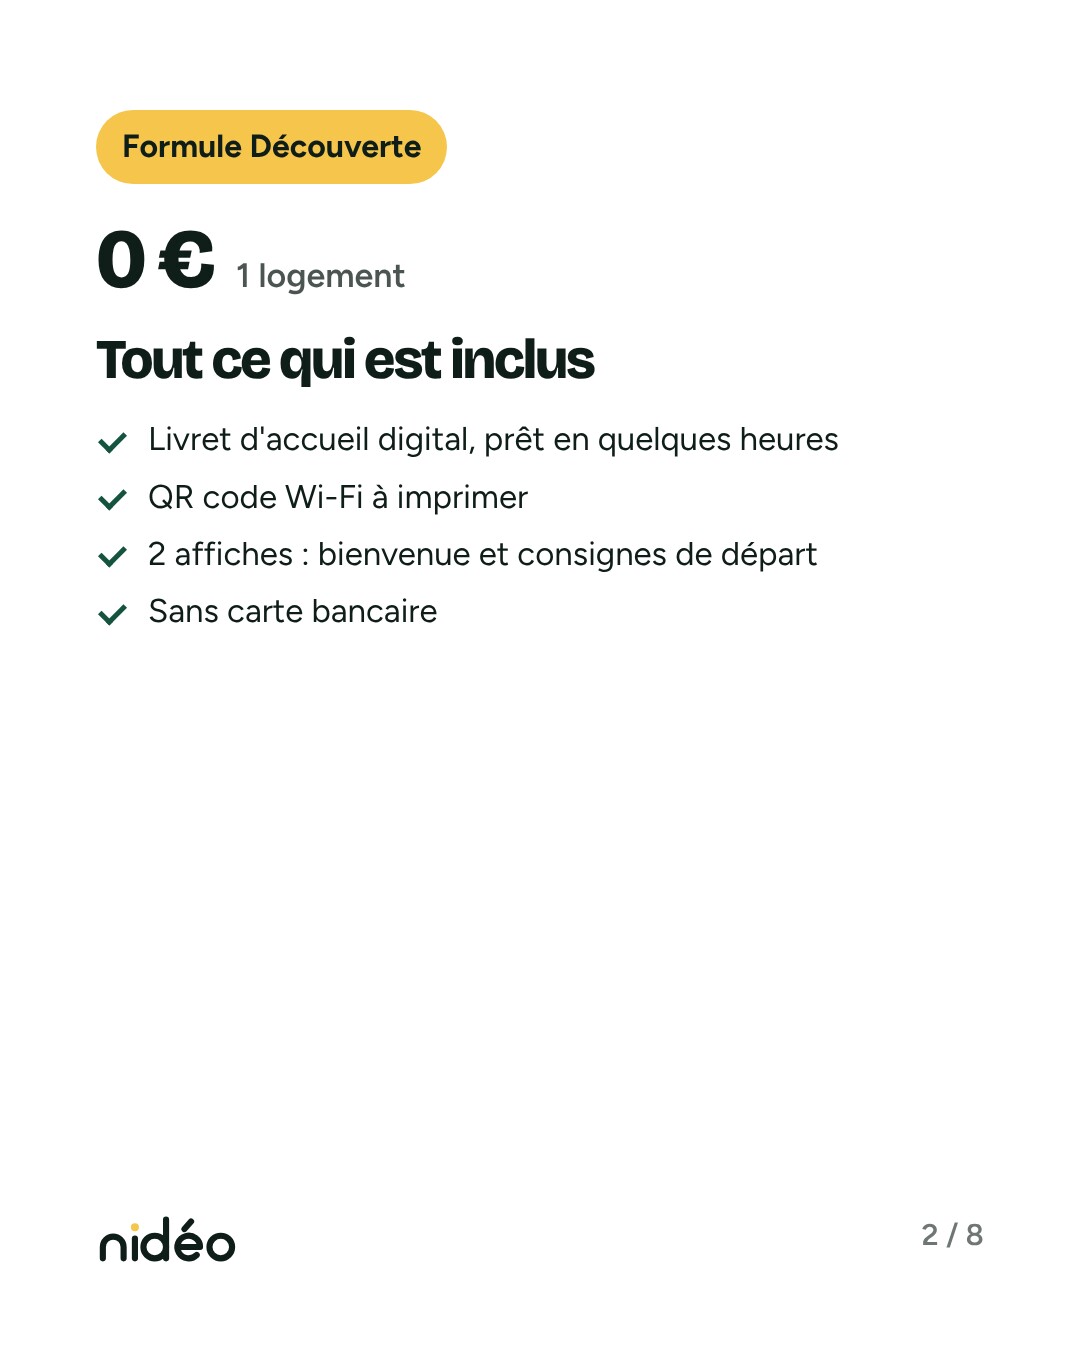 Formule Découverte
0 € 1 logement
Tout ce qui est inclus
Livret d'accueil digital, prêt en quelques heures
QR code Wi-Fi à imprimer
2 affiches : bienvenue et consignes de départ
Sans carte bancaire
nidéo
2 / 8